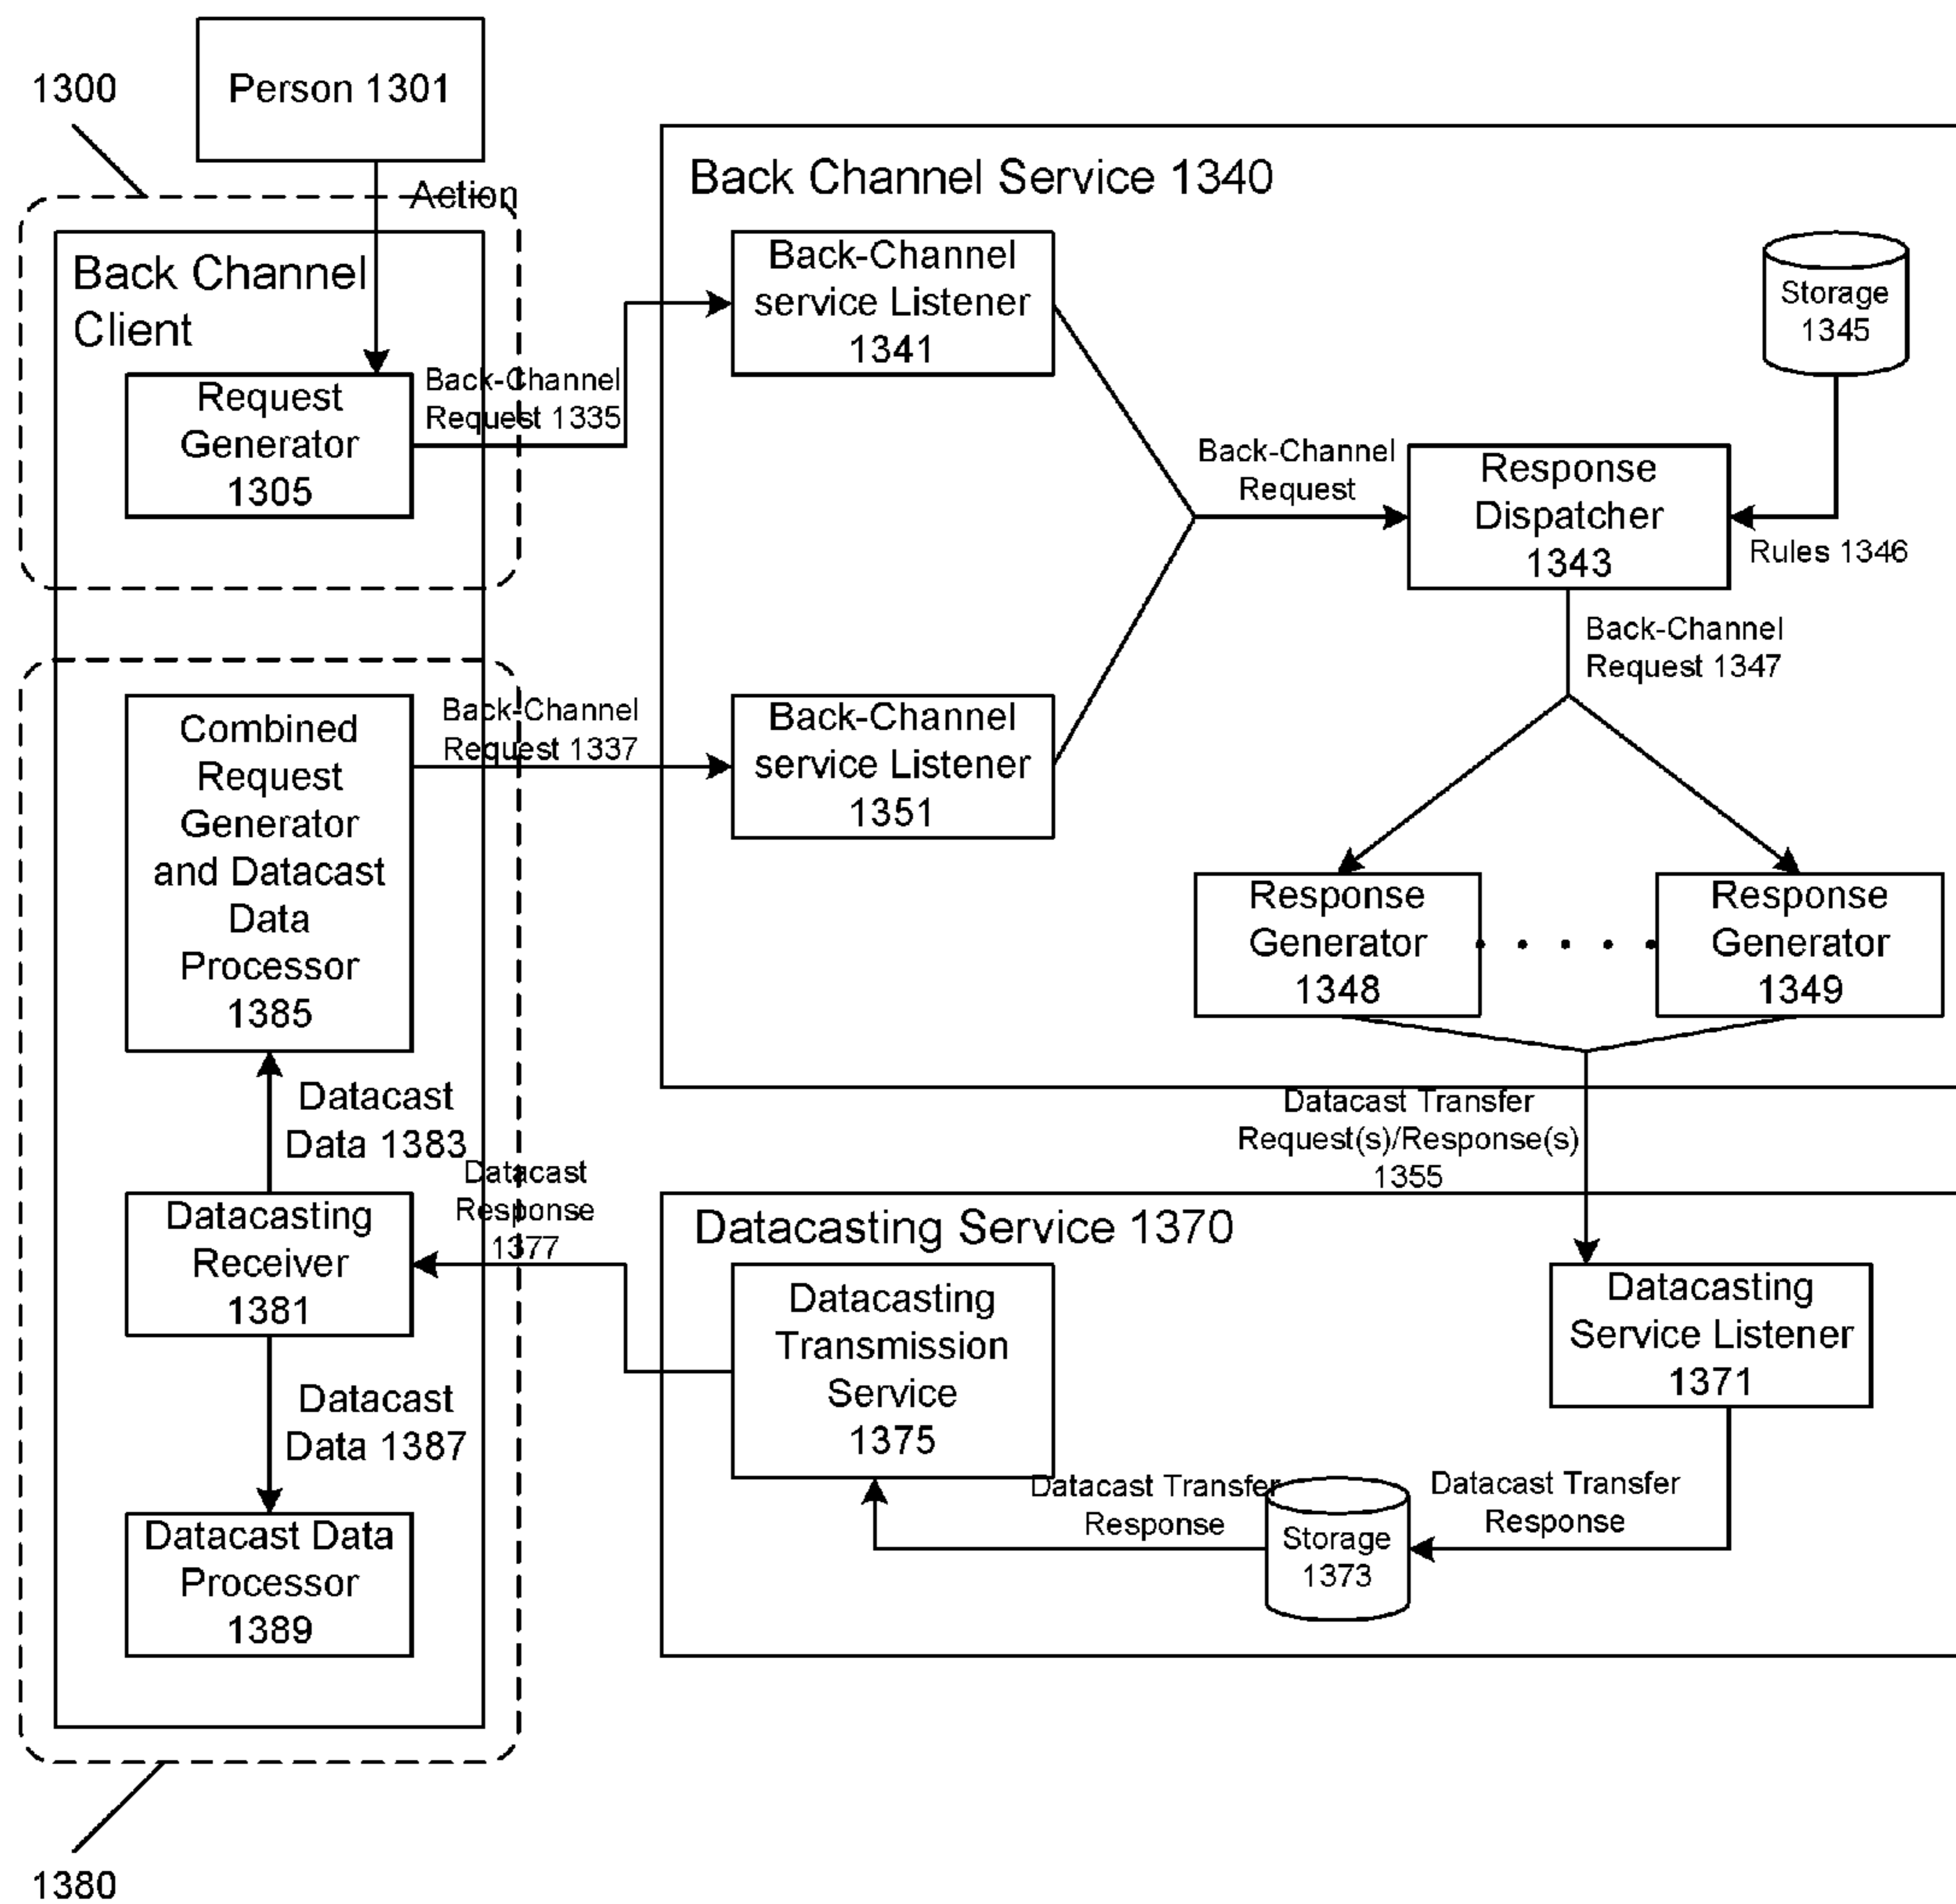 Person 1301
1300
Action
Back Channel
Client
Request
Generator
1305
Back-Channel
Request 1335
Back Channel Service 1340
Back-Channel
service Listener
1341
Storage
1345
Back-Channel
Request
Response
Dispatcher
1343
Rules 1346
Back-Channel
Request 1347
Combined
Request
Generator
and Datacast
Data
Processor
1385
Back-Channel
Request 1337
Back-Channel
service Listener
1351
Response
Generator
1348
Response
Generator
1349
Datacast
Data 1383
Datacast Transfer
Request(s)/Response(s)
1355
Datacasting
Receiver
1381
Datacast
Response
1377
Datacasting Service 1370
Datacasting
Transmission
Service
1375
Datacasting
Service Listener
1371
Datacast
Data 1387
Datacast Transfer
Response
Storage
1373
Datacast Transfer
Response
Datacast Data
Processor
1389
1380